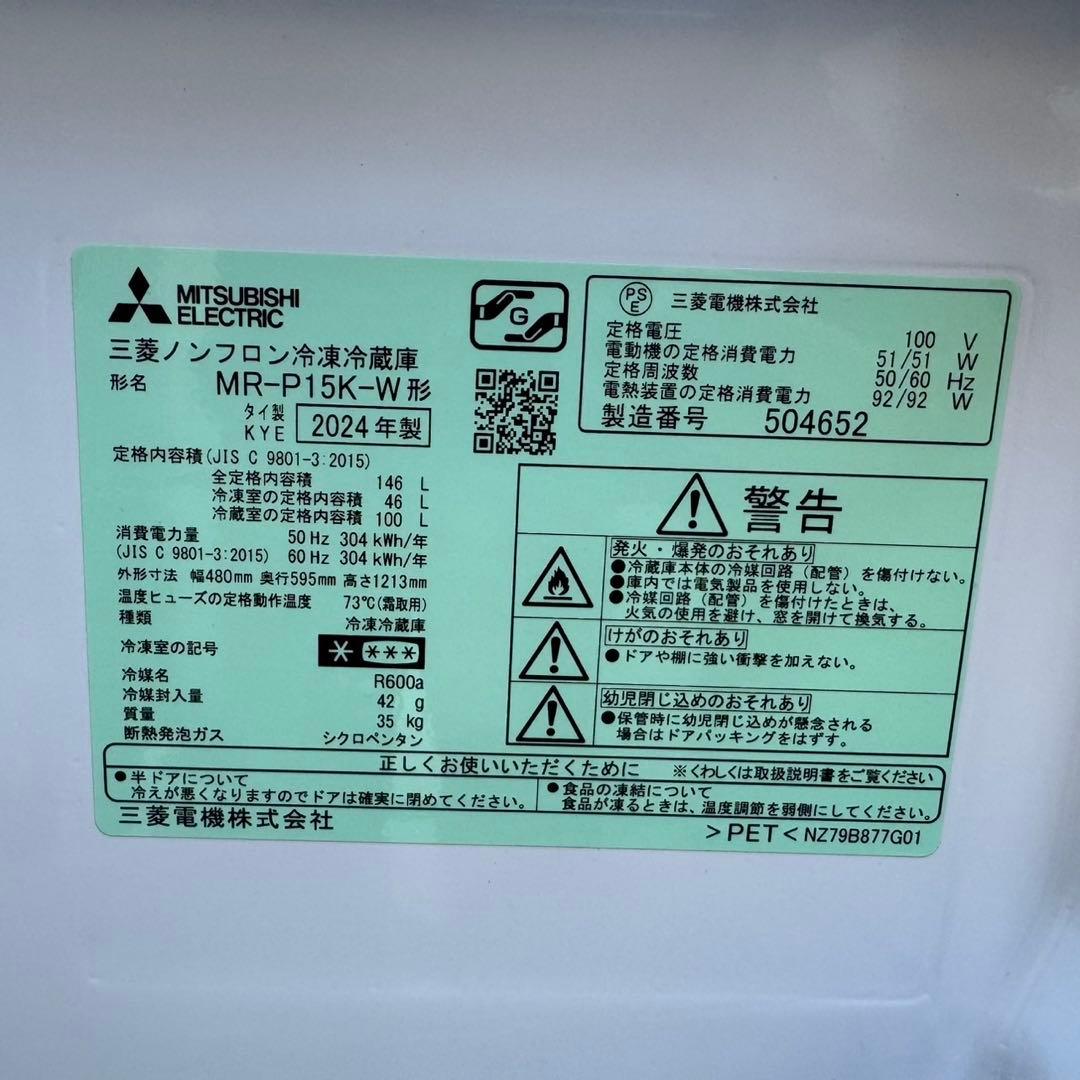 MITSUBISHI
ELECTRIC
三菱ノンフロン冷凍冷蔵庫
形名 MR-P15K-W形
タイ製
KYE 2024年製
定格内容積(JIS C 9801-3:2015)
全定格内容積 146 L
冷凍室の定格内容積 46 L
冷蔵室の定格内容積 100 L
消費電力量 50 Hz 304 kWh/年
(JIS C 9801-3:2015) 60 Hz 304 kWh/年
外形寸法 幅480mm 奥行595mm 高さ1213mm
温度ヒューズの定格動作温度 73℃(霜取用)
種類 冷凍冷蔵庫
冷凍室の記号 * ***
冷媒名 R600a
冷媒封入量 42 g
質量 35 kg
断熱発泡ガス シクロペンタン
G
PS
E 三菱電機株式会社
定格電圧 100 V
電動機の定格消費電力 51/51 W
定格周波数 50/60 Hz
電熱装置の定格消費電力 92/92 W
製造番号 504652
警告
発火・爆発のおそれあり
●冷蔵庫本体の冷媒回路(配管)を傷付けない。
●庫内では電気製品を使用しない。
●冷媒回路(配管)を傷付けたときは、
火気の使用を避け、窓を開けて換気する。
けがのおそれあり
●ドアや棚に強い衝撃を加えない。
幼児閉じ込めのおそれあり
●保管時に幼児閉じ込めが懸念される
場合はドアパッキングをはずす。
正しくお使いいただくために ※くわしくは取扱説明書をご覧ください
●半ドアについて
冷えが悪くなりますのでドアは確実に閉めてください。
●食品の凍結について
食品が凍るときは、温度調節を弱側にしてください。
三菱電機株式会社
>PET< NZ79B877G01